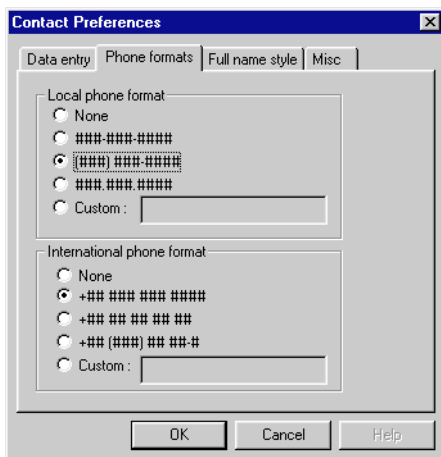 Contact Preferences
Data entry Phone formats Full name style Misc
Local phone format
None
###-###-####
(###) ###-####
###.###.####
Custom :
International phone format
None
+## ### ### ####
+## ## ## ## ##
+## (###) ## ##-#
Custom :
OK Cancel Help